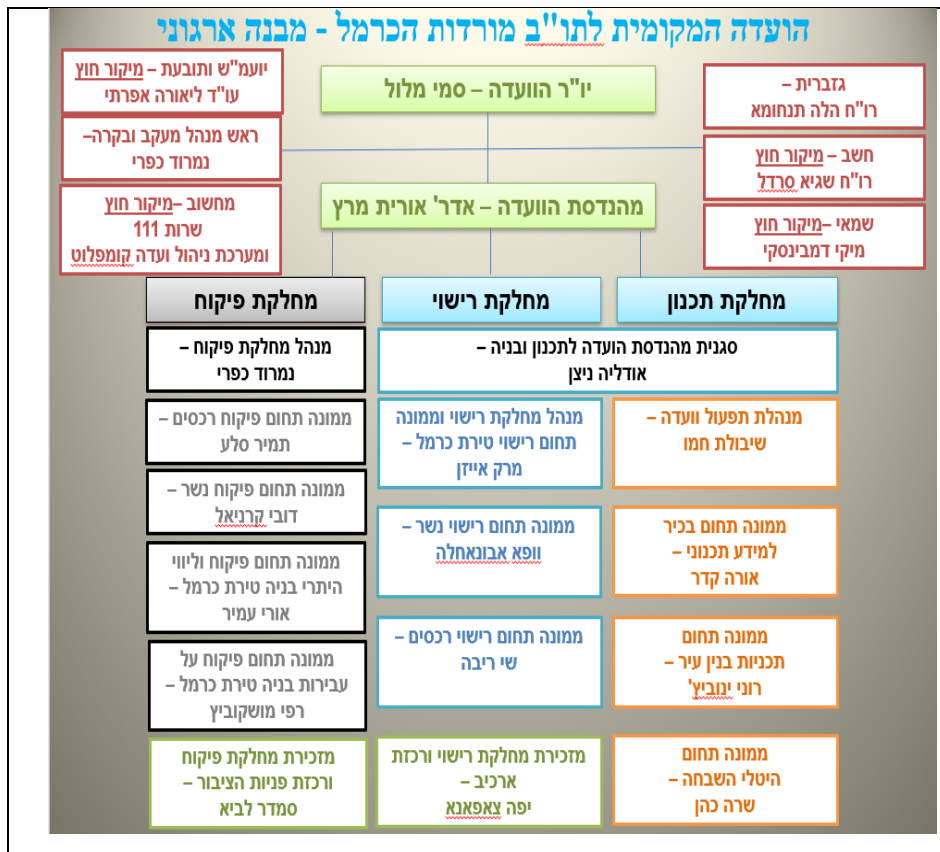 הועדה המקומית לתו"ב מורדות הכרמל - מבנה ארגוני
יו"ר הוועדה – סמי מלול
גזברית –
רו"ח הלה תנחומא
חשב – מיקור חוץ
רו"ח שגיא סרדל
שמאי –מיקור חוץ
מיקי דמבינסקי
יועמ"ש ותובעת – מיקור חוץ
עו"ד ליאורה אפרתי
ראש מנהל מעקב ובקרה–
נמרוד כפרי
מחשוב –מיקור חוץ
שרות 111
ומערכת ניהול ועדה קומפלוט
מהנדסת הוועדה – אדר' אורית מרץ
מחלקת תכנון
מחלקת רישוי
מחלקת פיקוח
סגנית מהנדסת הועדה לתכנון ובניה –
אודליה ניצן
מנהל מחלקת פיקוח –
נמרוד כפרי
מנהלת תפעול וועדה –
שיבולת חמו
ממונה תחום בכיר
למידע תכנוני –
אורה קדר
ממונה תחום
תכניות בנין עיר –
רוני ינוביץ'
ממונה תחום
היטלי השבחה –
שרה כהן
מנהל מחלקת רישוי וממונה
תחום רישוי טירת כרמל –
מרק אייזן
ממונה תחום רישוי נשר –
וופא אבונאחלה
ממונה תחום רישוי רכסים –
שי ריבה
מזכירת מחלקת רישוי ורכזת
ארכיב –
יפה צאפאנא
ממונה תחום פיקוח רכסים –
תמיר סלע
ממונה תחום פיקוח נשר –
דובי קרניאל
ממונה תחום פיקוח וליווי
היתרי בניה טירת כרמל –
אורי עמיר
ממונה תחום פיקוח על
עבירות בניה טירת כרמל –
רפי מושקוביץ
מזכירת מחלקת פיקוח
ורכזת פניות הציבור –
סמדר לביא